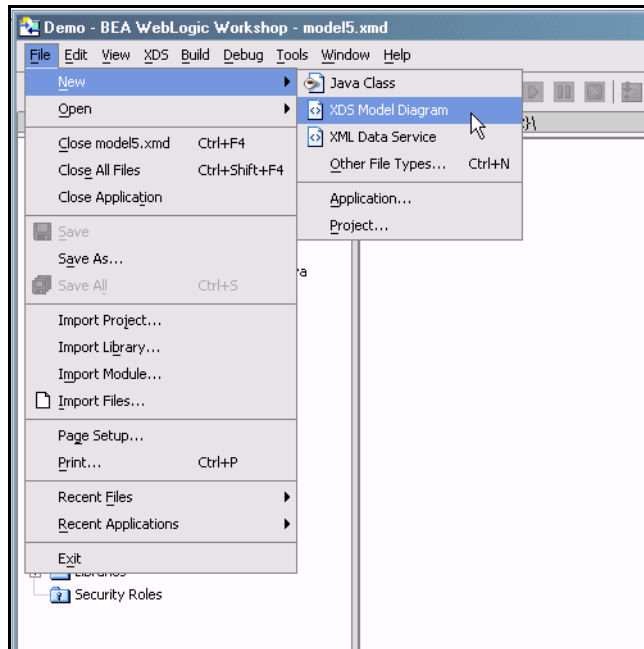 Demo - BEA WebLogic Workshop - model5.xmd
File Edit View XDS Build Debug Tools Window Help
New
Open
Close model5.xmd Ctrl+F4
Close All Files Ctrl+Shift+F4
Close Application
Save
Save As...
Save All Ctrl+S
Import Project...
Import Library...
Import Module...
Import Files...
Page Setup...
Print... Ctrl+P
Recent Files
Recent Applications
Exit
Java Class
XDS Model Diagram
XML Data Service
Other File Types... Ctrl+N
Application...
Project...
}\
va
Libraries
Security Roles